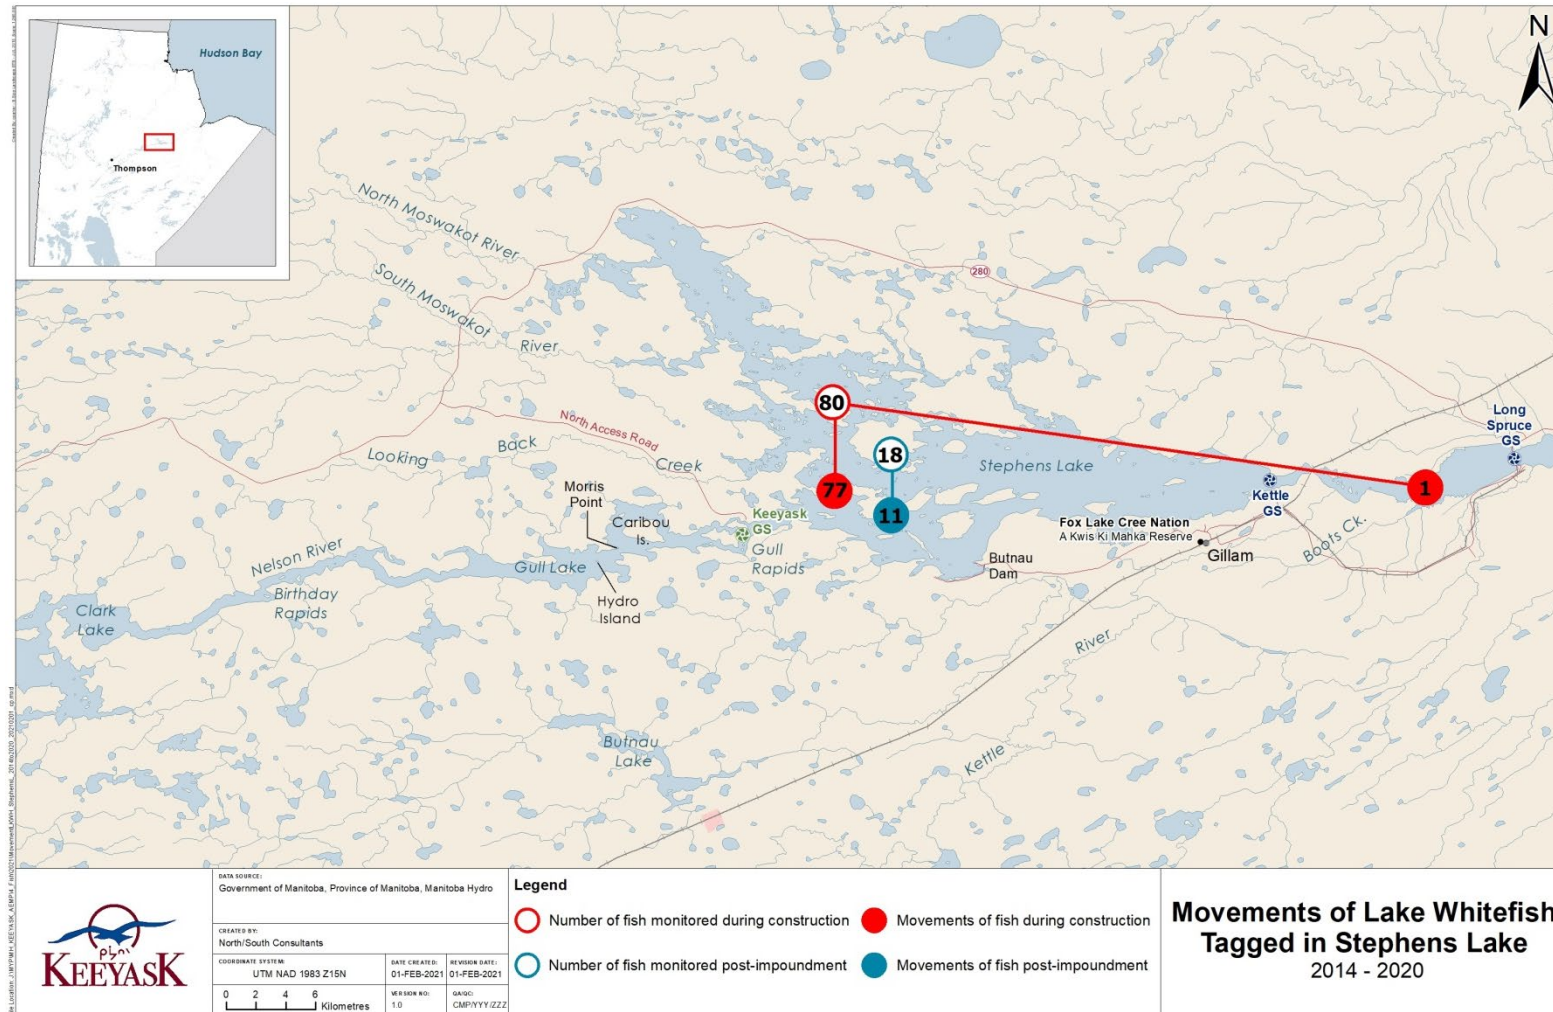 Hudson Bay
Thompson
N
North Moswakot River
South Moswakot
River
280
North Access Road
Looking
Back
Creek
80
18
77
11
1
Stephens Lake
Long
Spruce
GS
Kettle
GS
Morris
Point
Caribou
Is.
Keeyask
GS
Gull
Rapids
Fox Lake Cree Nation
A Kwis Ki Mahka Reserve
Gillam
Boots Ck.
Butnau
Dam
Nelson River
Gull Lake
Birthday
Rapids
Hydro
Island
Clark
Lake
River
Kettle
Butnau
Lake
KEEYASK
DATA SOURCE:
Government of Manitoba, Province of Manitoba, Manitoba Hydro
CREATED BY:
North/South Consultants
COORDINATE SYSTEM:
UTM NAD 1983 Z15N
DATE CREATED:
01-FEB-2021
REVISION DATE:
01-FEB-2021
0 2 4 6
Kilometres
VERSION NO:
1.0
QA/QC:
CMP/YYY/ZZZ
Legend
Number of fish monitored during construction
Movements of fish during construction
Number of fish monitored post-impoundment
Movements of fish post-impoundment
Movements of Lake Whitefish
Tagged in Stephens Lake
2014 - 2020